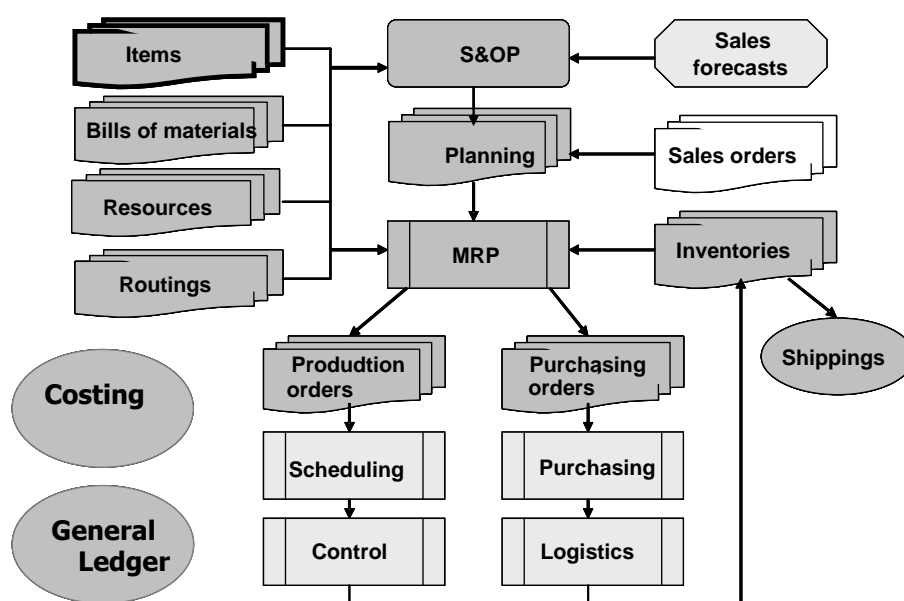 Items
S&OP
Sales
forecasts
Bills of materials
Planning
Sales orders
Resources
MRP
Inventories
Routings
Produdtion
orders
Purchasing
orders
Shippings
Costing
Scheduling
Purchasing
General
Ledger
Control
Logistics